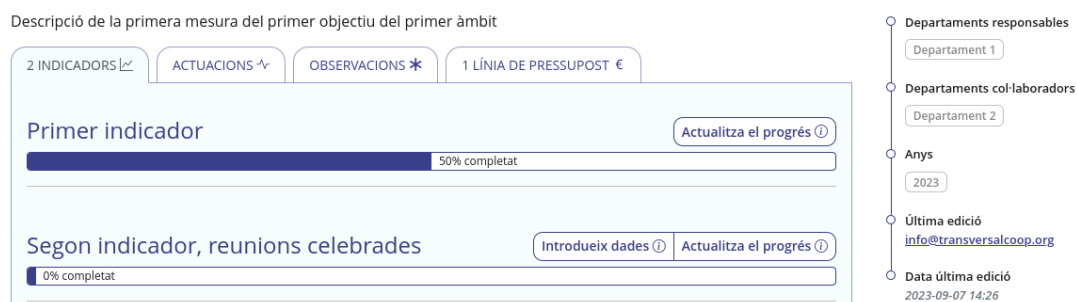 Descripció de la primera mesura del primer objectiu del primer àmbit
2 INDICADORS
ACTUACIONS
OBSERVACIONS
1 LÍNIA DE PRESSUPOST €
Primer indicador
Actualitza el progrés
50% completat
Segon indicador, reunions celebrades
Introdueix dades
Actualitza el progrés
0% completat
Departaments responsables
Departament 1
Departaments col·laboradors
Departament 2
Anys
2023
Última edició
info@transversalcoop.org
Data última edició
2023-09-07 14:26